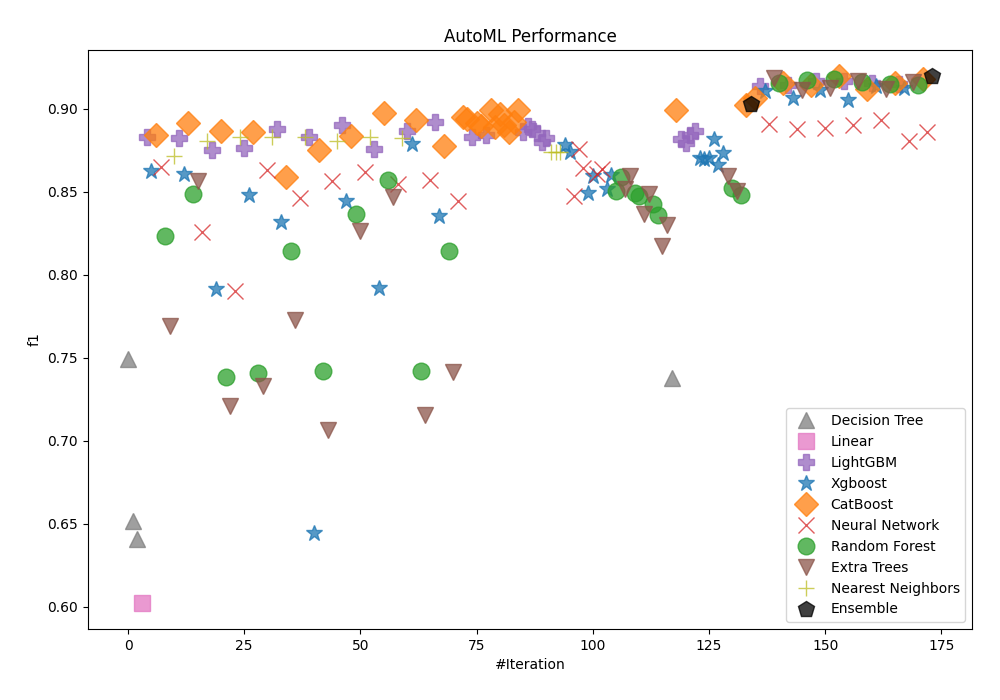 AutoML Performance
f1
0.90
0.85
0.80
0.75
0.70
0.65
0.60
0
25
50
75
100
125
150
175
#Iteration
Decision Tree
Linear
LightGBM
Xgboost
CatBoost
Neural Network
Random Forest
Extra Trees
Nearest Neighbors
Ensemble